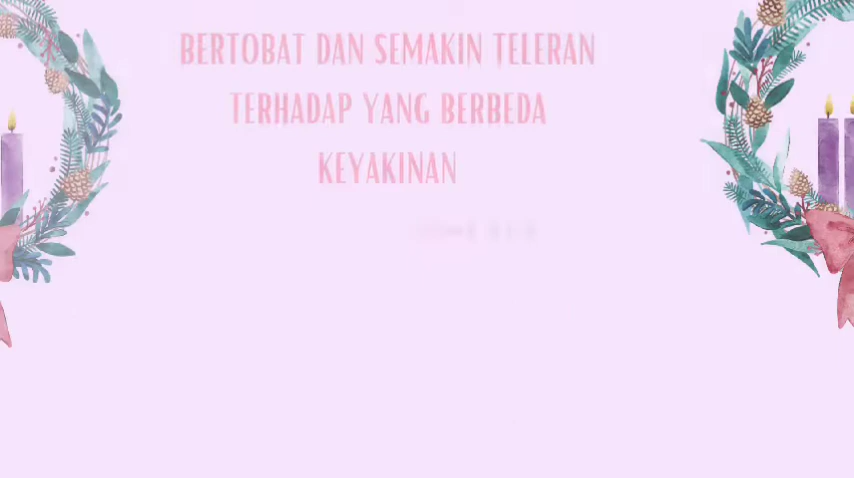 BERTOBAT DAN SEMAKIN TELERAN
TERHADAP YANG BERBEDA
KEYAKINAN